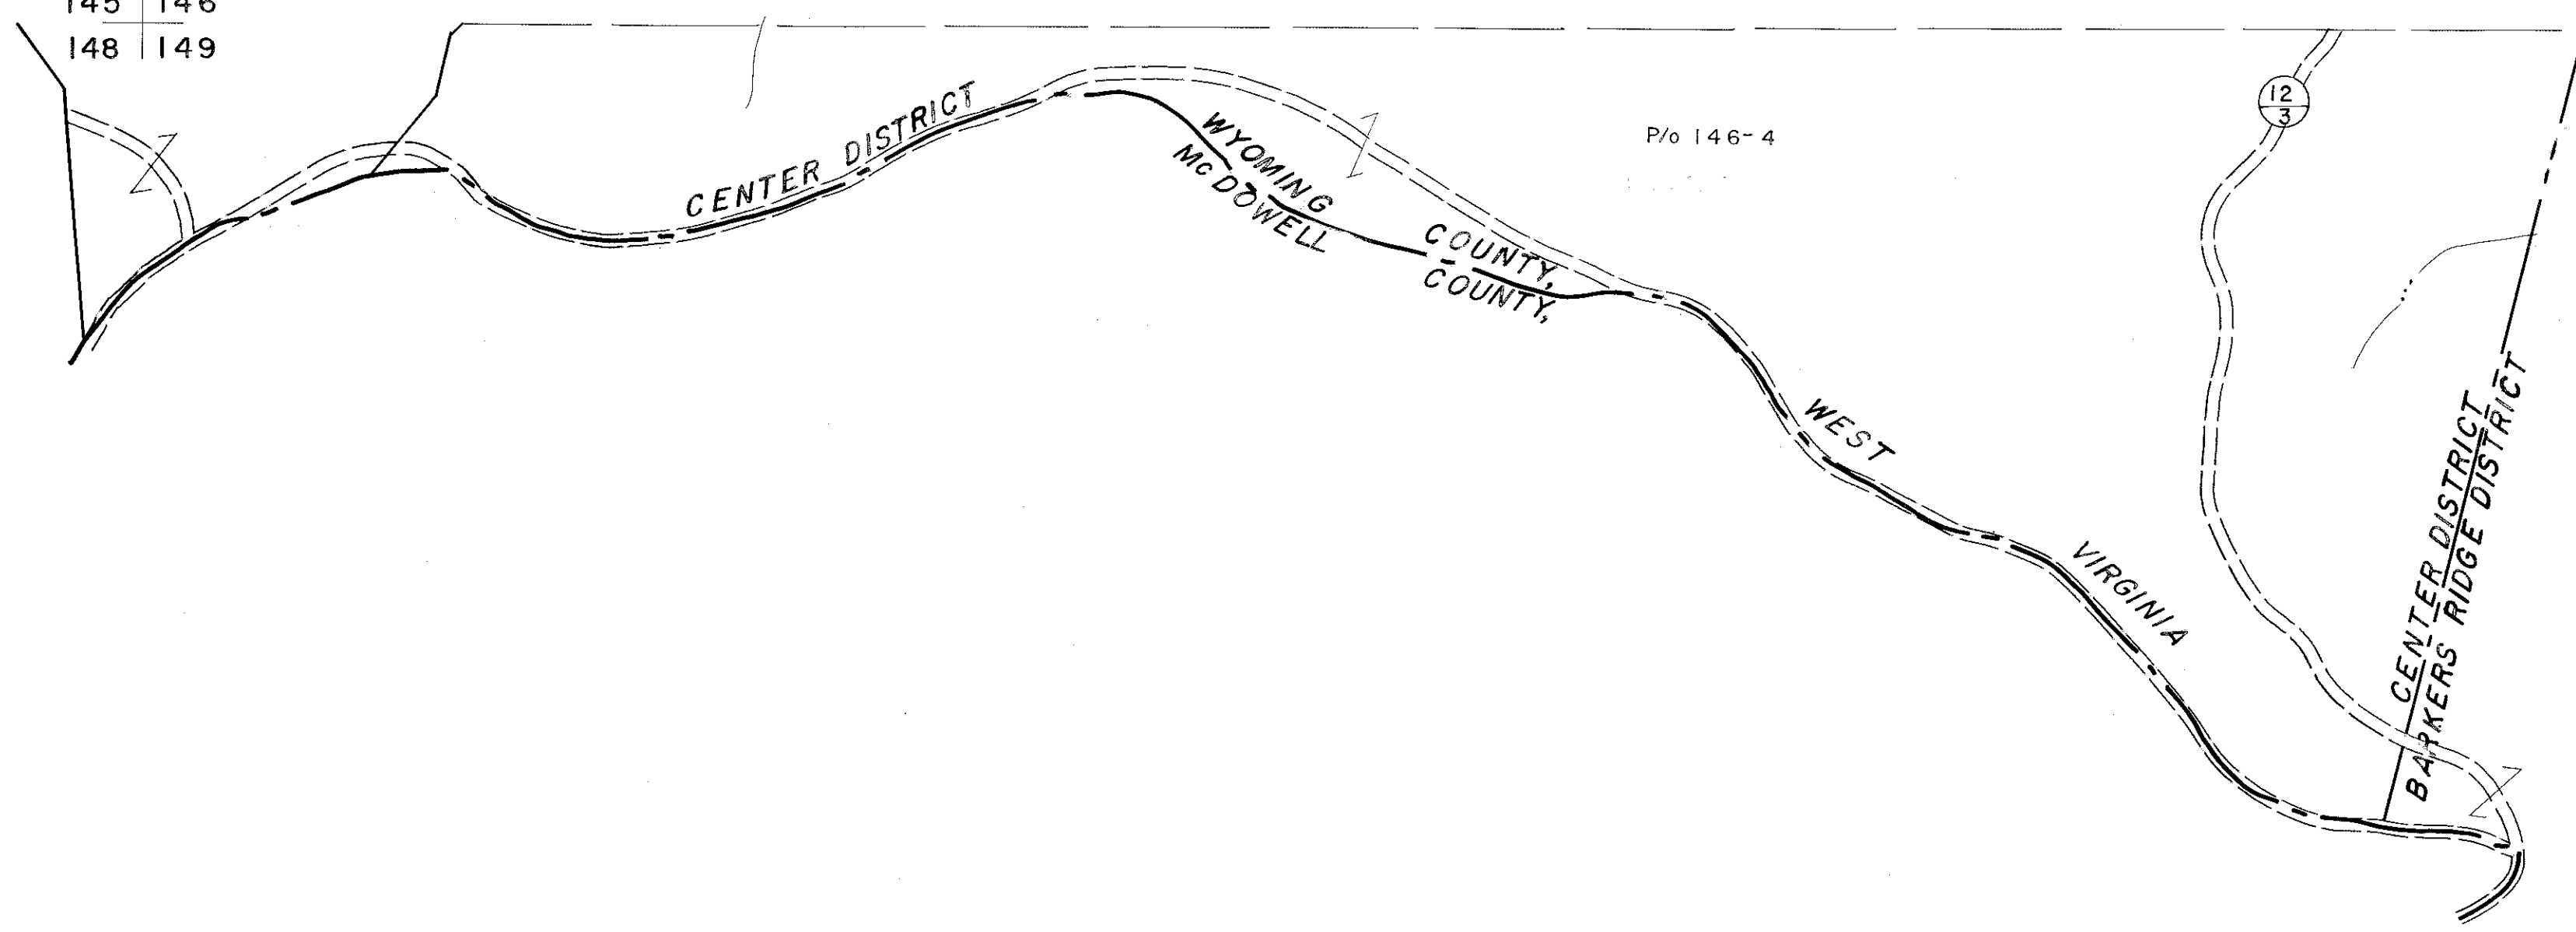 145 146
148 149
CENTER DISTRICT
WYOMING COUNTY,
McDOWELL COUNTY,
WEST VIRGINIA
P/o 146-4
12
3
CENTER DISTRICT
BARKERS RIDGE DISTRICT